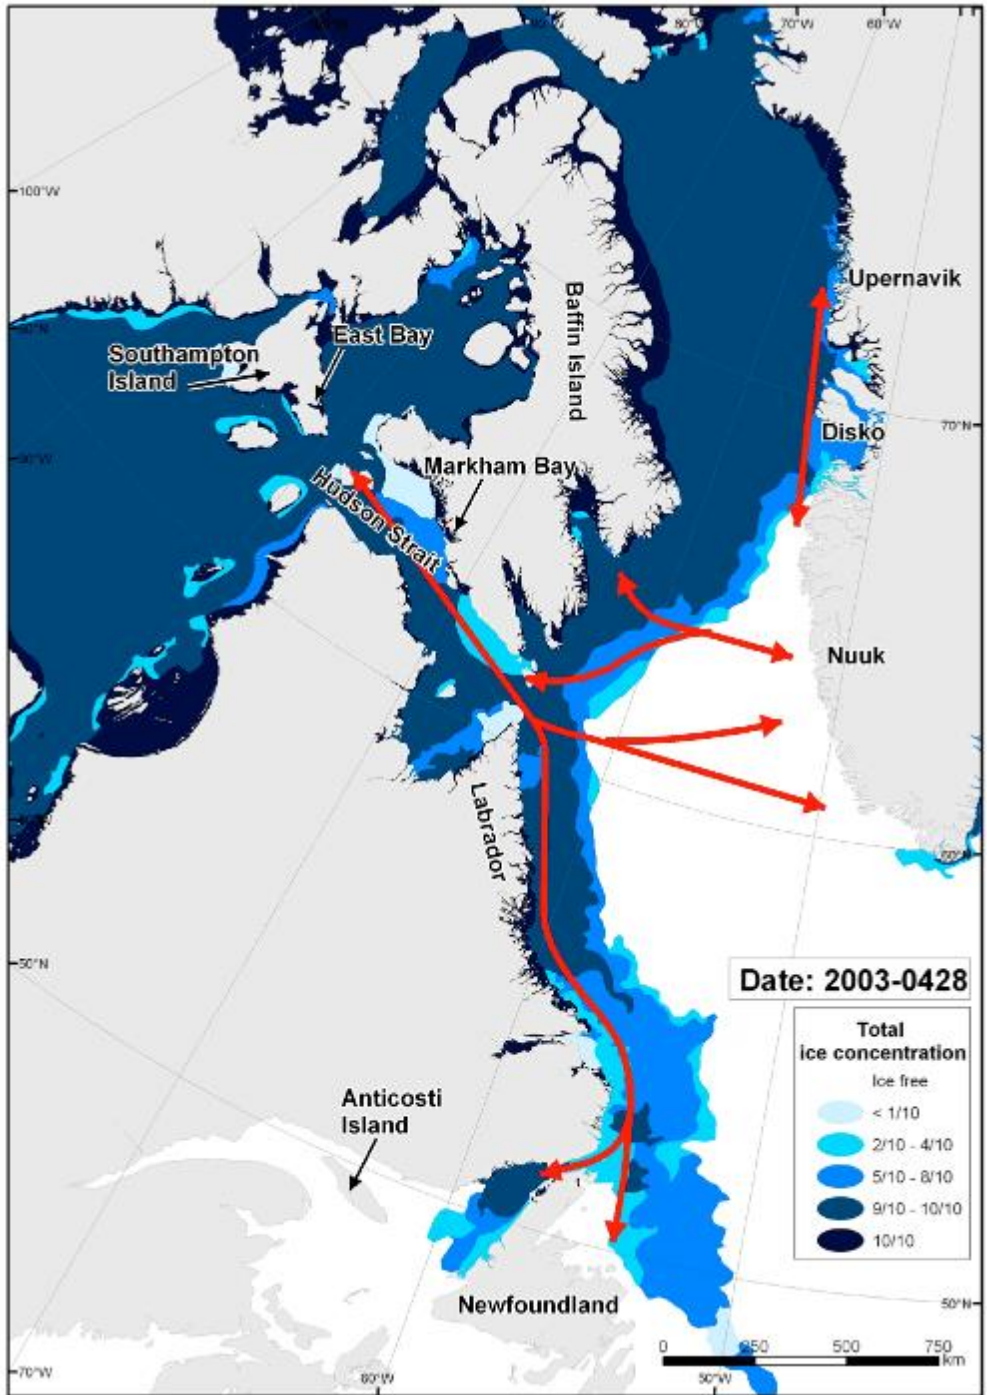 80°W
70°W
60°W
100°W
Upernavik
East Bay
Southampton
Island
Baffin Island
70°N
Disko
Markham Bay
Hudson Strait
Nuuk
Labrador
60°N
50°N
Date: 2003-0428
Total
ice concentration
Ice free
< 1/10
2/10 - 4/10
5/10 - 8/10
9/10 - 10/10
10/10
Anticosti
Island
Newfoundland
50°N
0 250 500 750
km
70°W
60°W
50°W